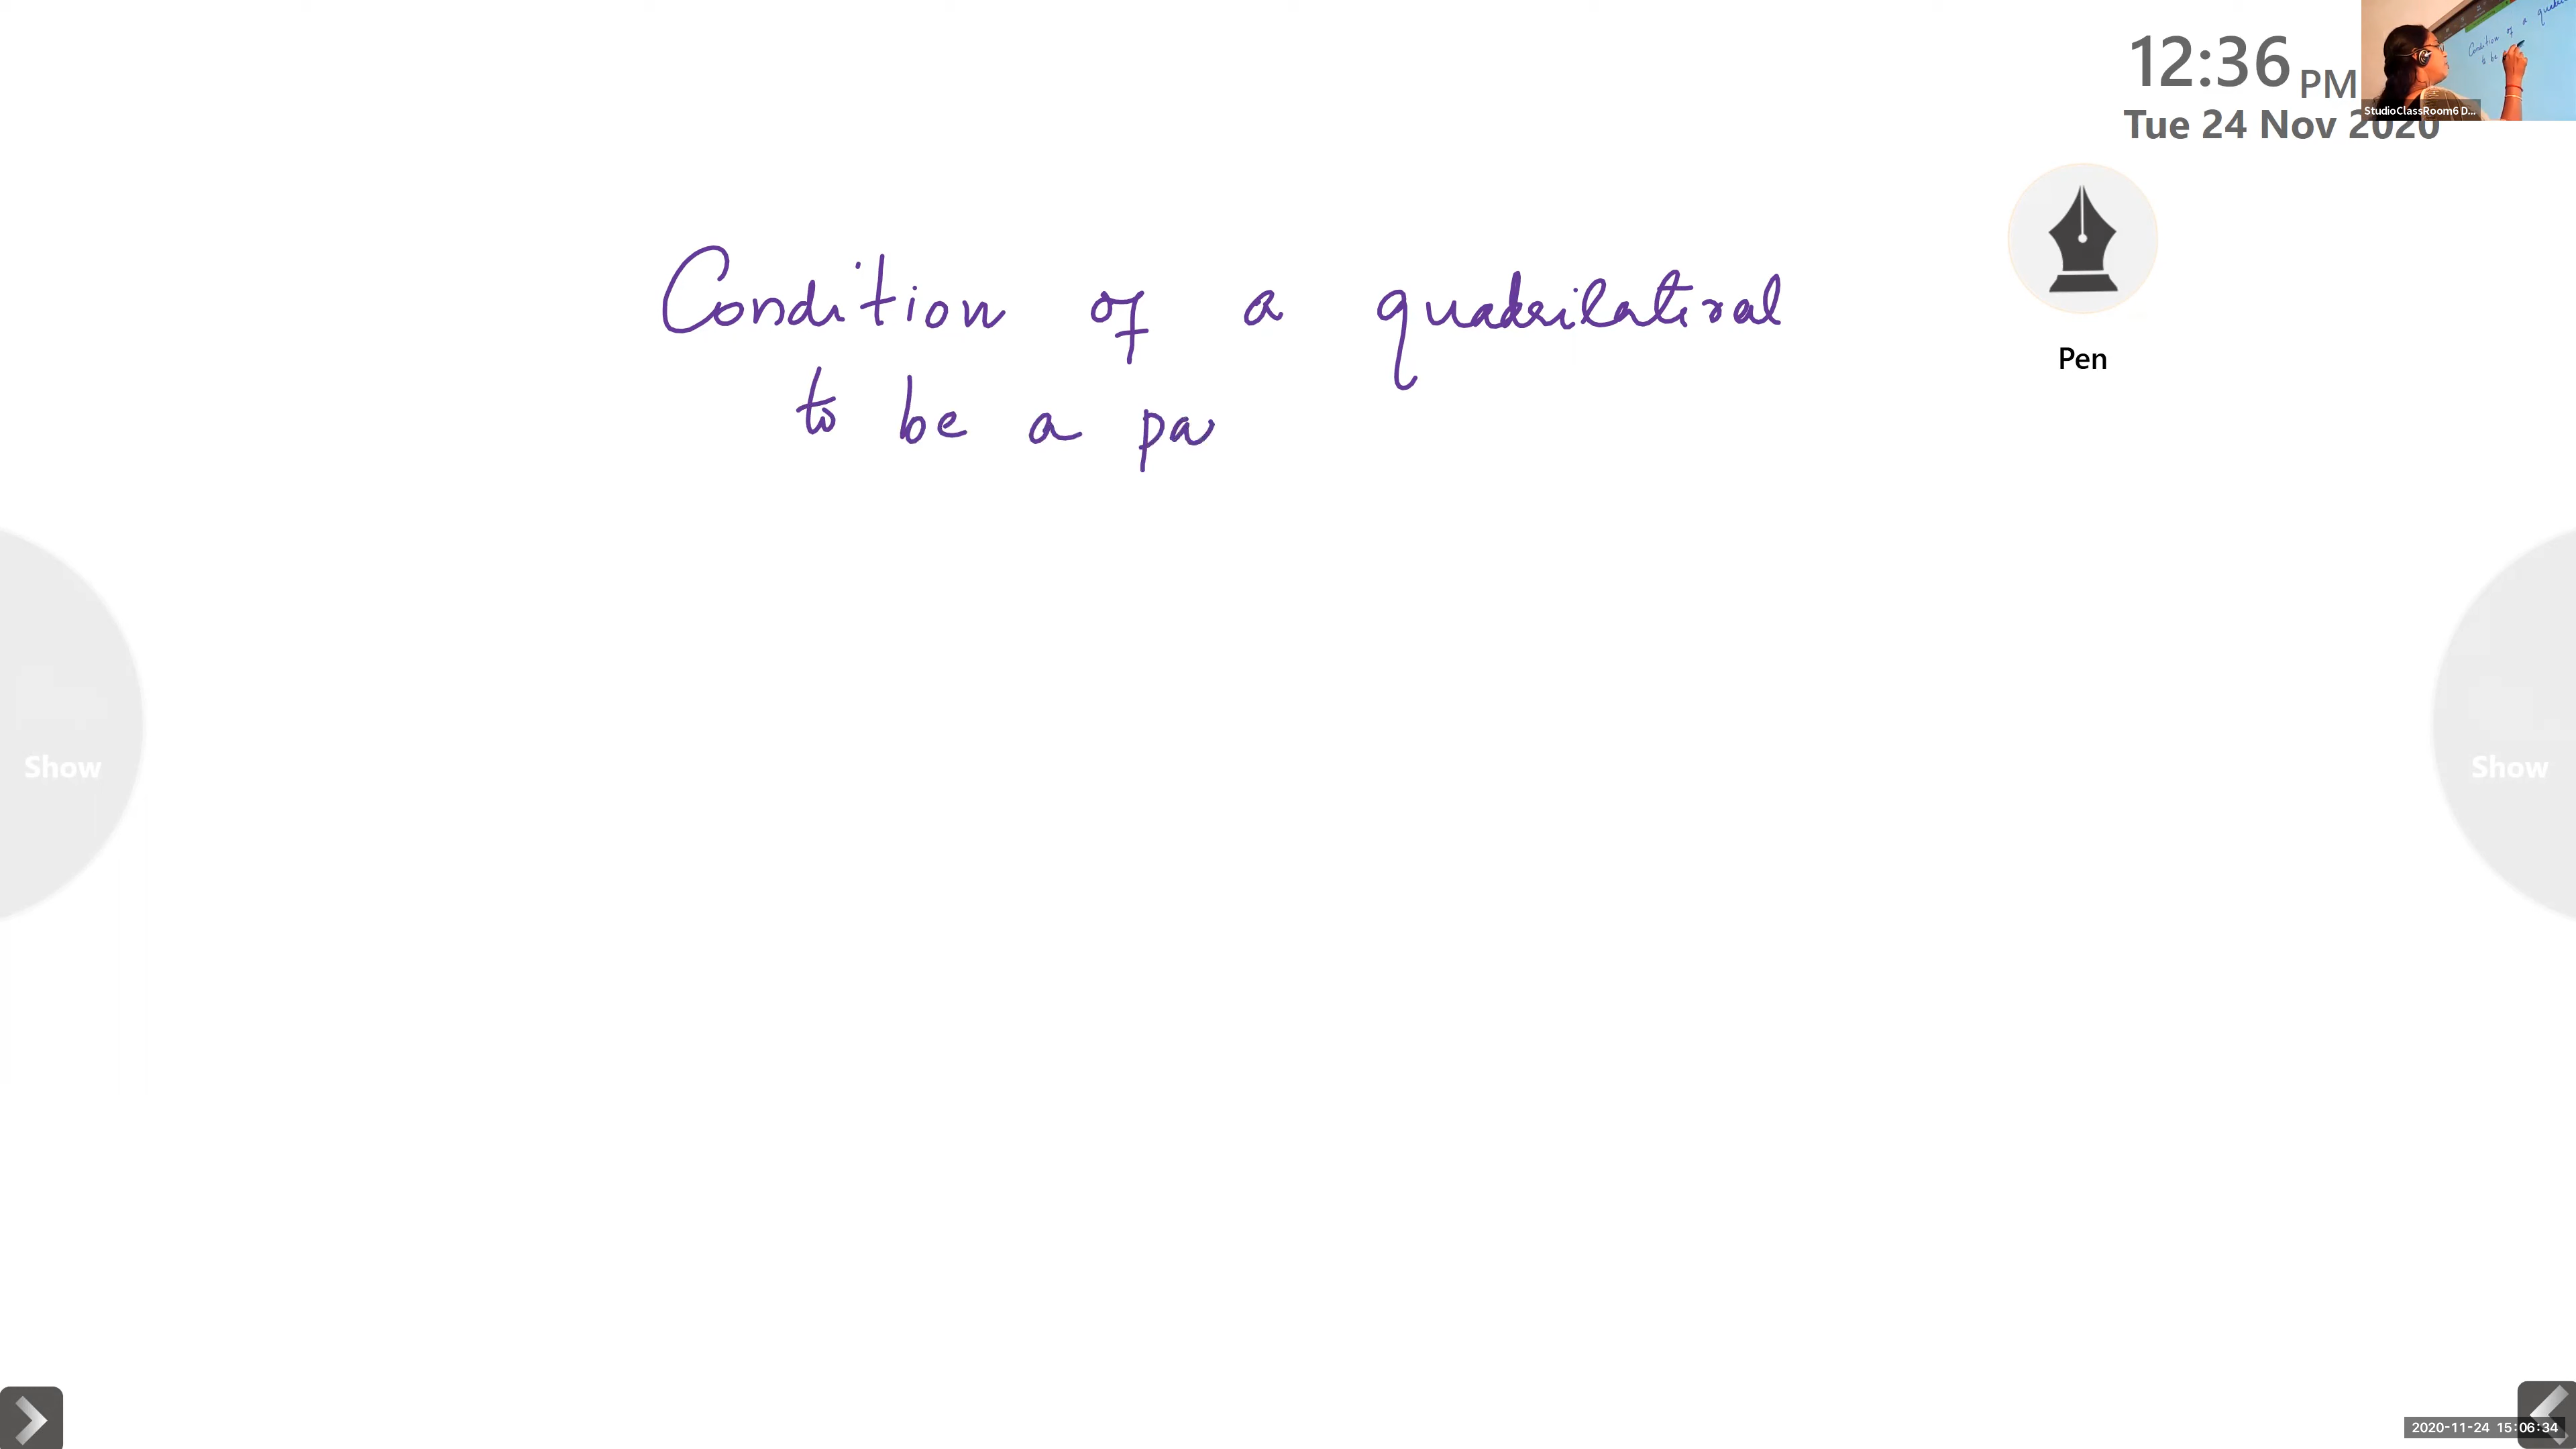 12:36 PM
StudioClassRoom6 D...
Tue 24 Nov 2020
Condition of a quadrilateral
to be a pa
Pen
Show
Show
2020-11-24 15:06:34